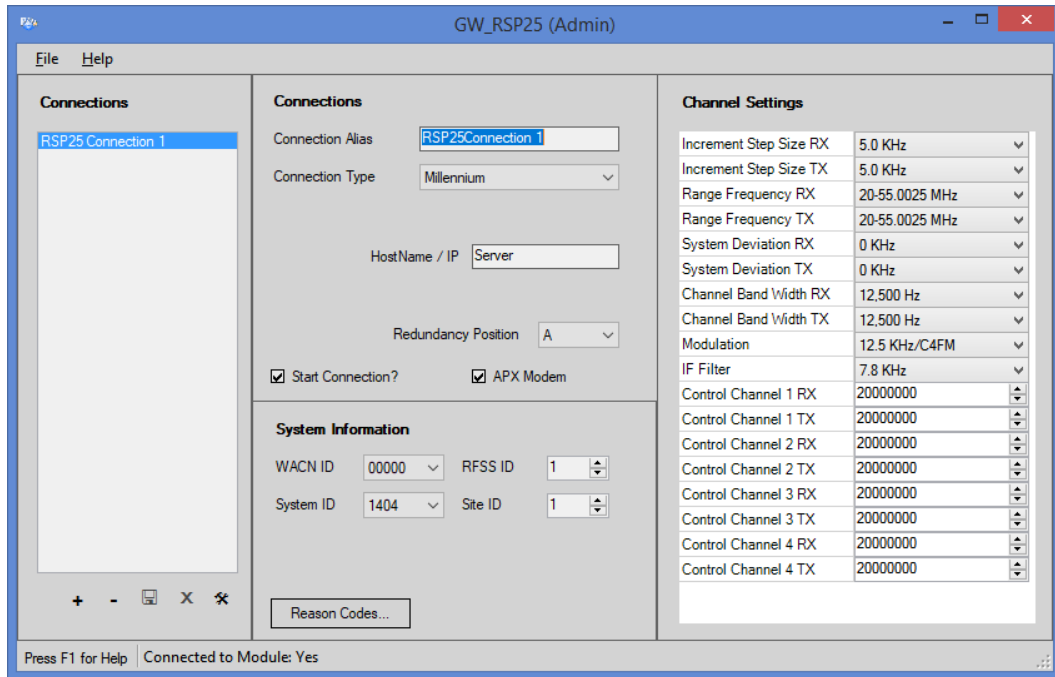 GW_RSP25 (Admin)
File Help
Connections
RSP25 Connection 1
+ - X
Connections
Connection Alias RSP25Connection 1
Connection Type Millennium
HostName / IP Server
Redundancy Position A
Start Connection? APX Modem
System Information
WACN ID 00000 RFSS ID 1
System ID 1404 Site ID 1
Reason Codes...
Channel Settings
Increment Step Size RX 5.0 KHz
Increment Step Size TX 5.0 KHz
Range Frequency RX 20-55.0025 MHz
Range Frequency TX 20-55.0025 MHz
System Deviation RX 0 KHz
System Deviation TX 0 KHz
Channel Band Width RX 12,500 Hz
Channel Band Width TX 12,500 Hz
Modulation 12.5 KHz/C4FM
IF Filter 7.8 KHz
Control Channel 1 RX 20000000
Control Channel 1 TX 20000000
Control Channel 2 RX 20000000
Control Channel 2 TX 20000000
Control Channel 3 RX 20000000
Control Channel 3 TX 20000000
Control Channel 4 RX 20000000
Control Channel 4 TX 20000000
Press F1 for Help Connected to Module: Yes